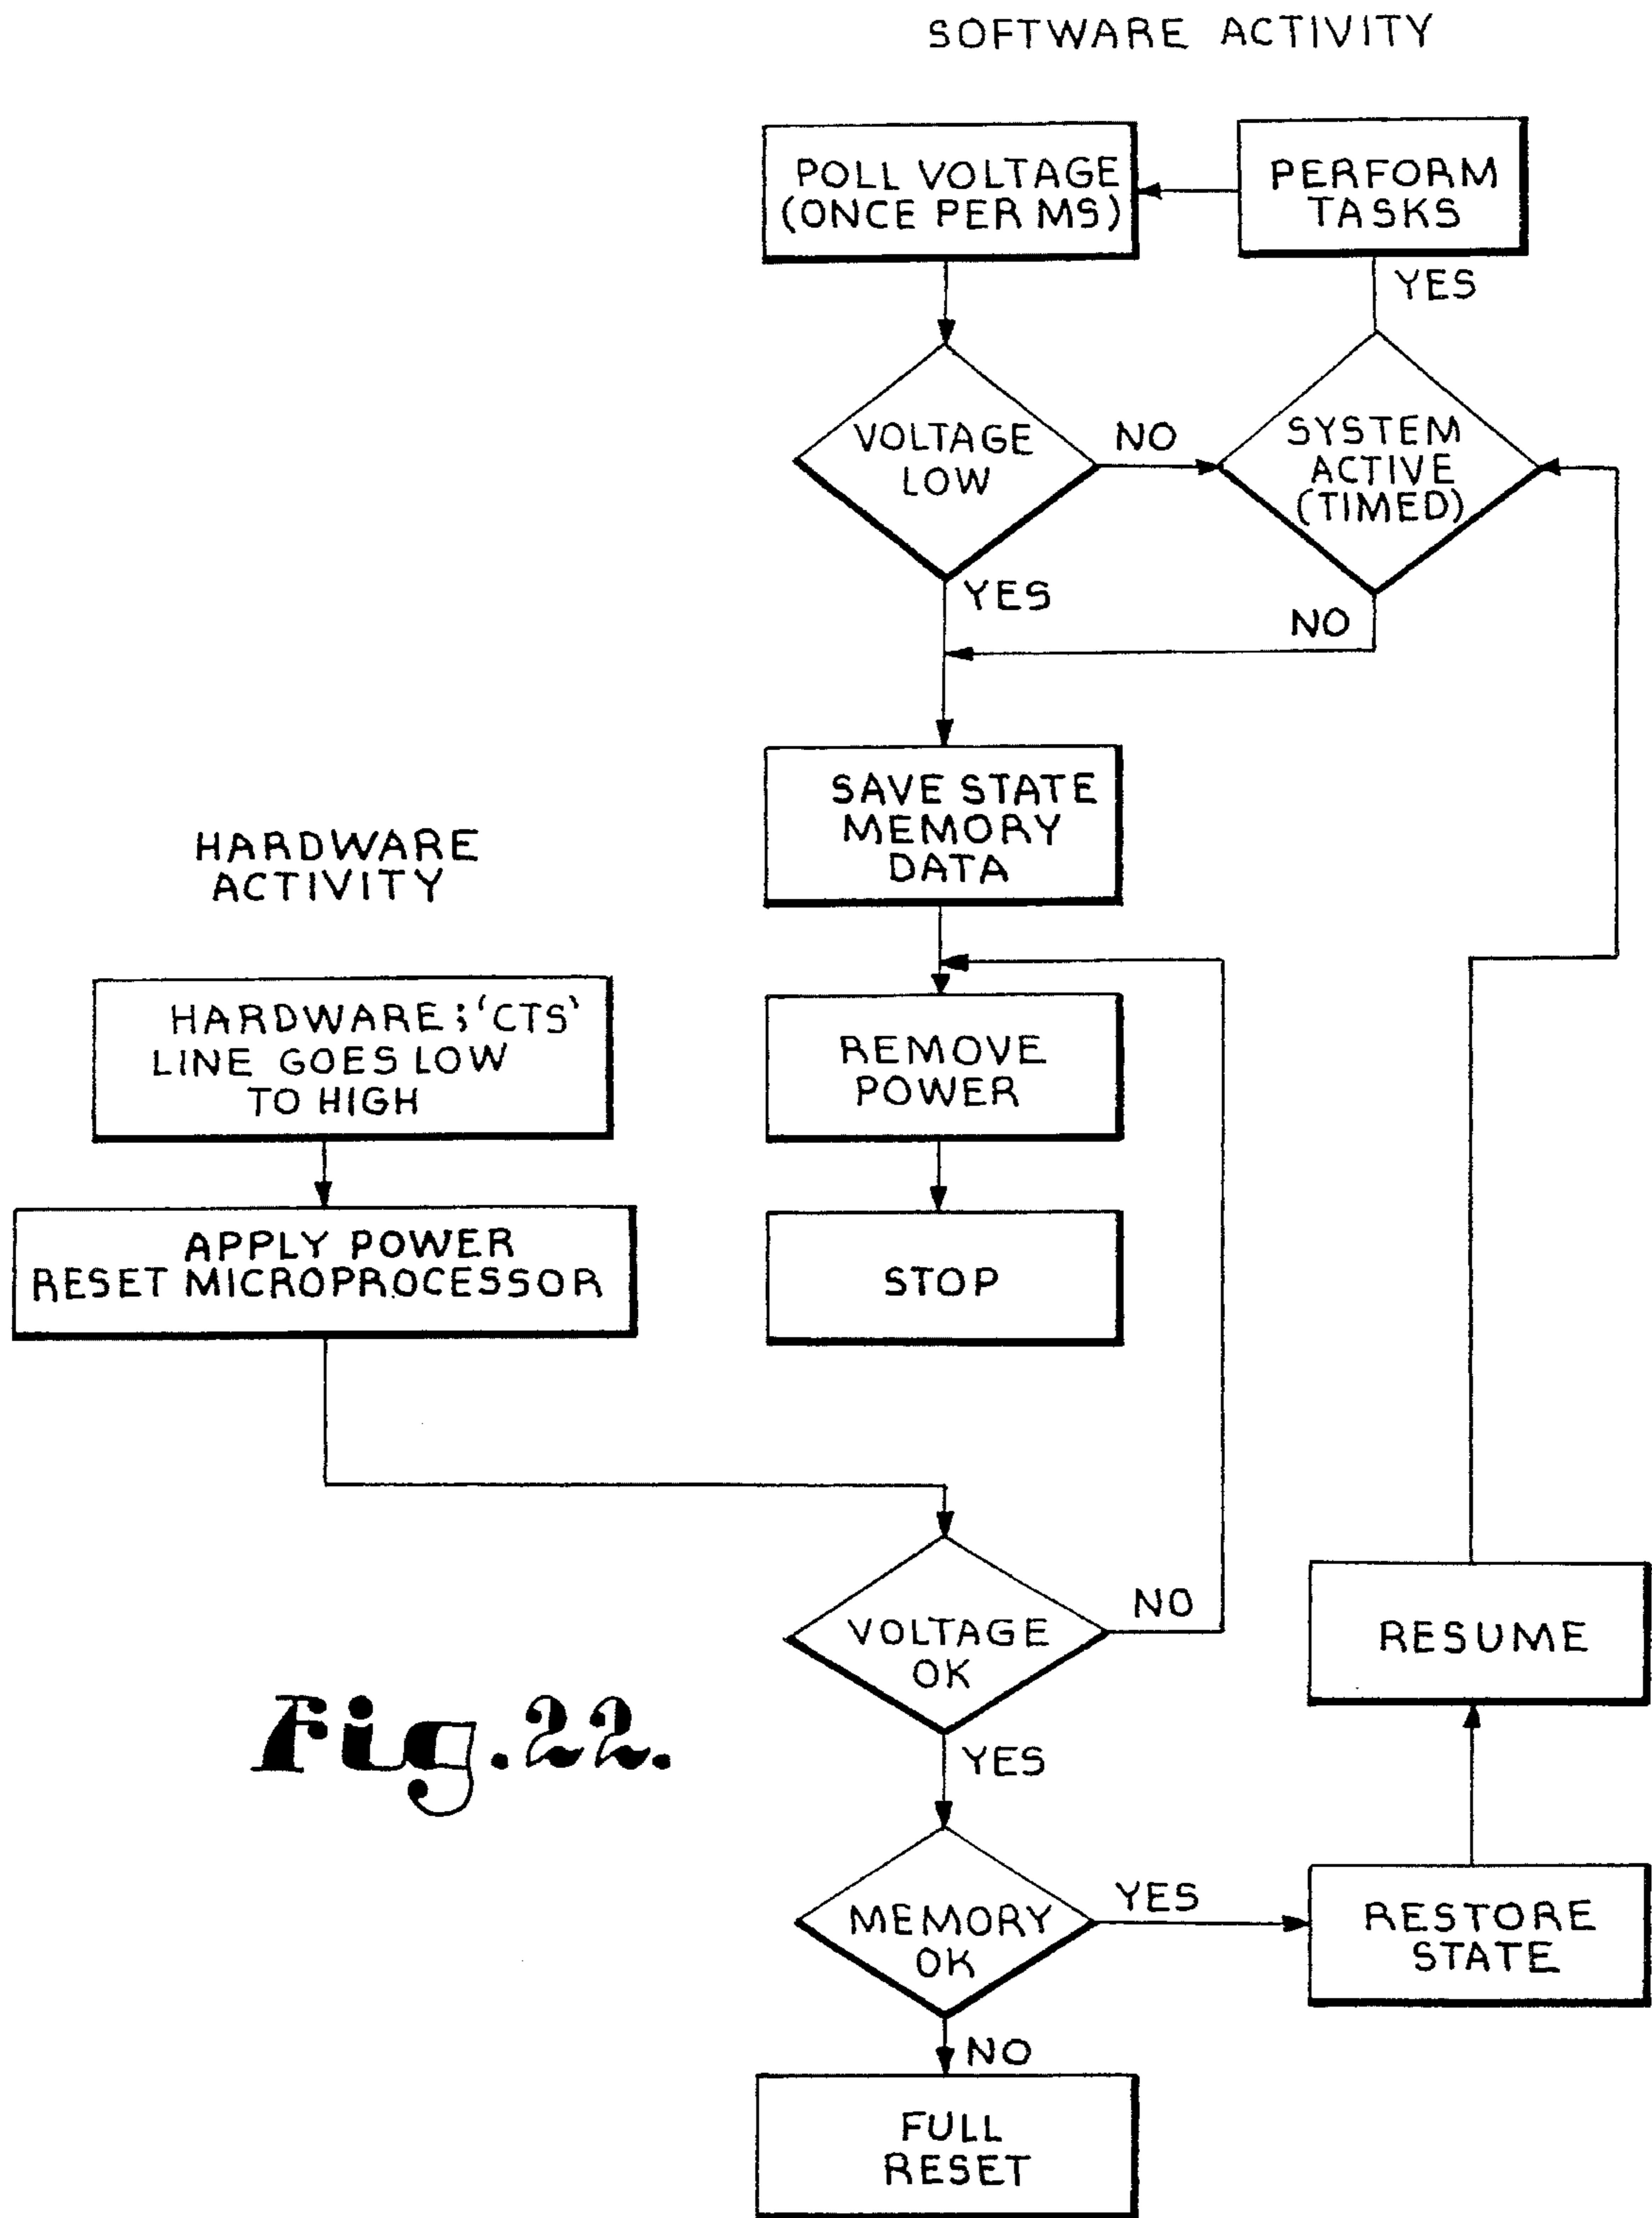 SOFTWARE ACTIVITY
POLL VOLTAGE
(ONCE PER MS)
PERFORM
TASKS
YES
VOLTAGE
LOW
NO
SYSTEM
ACTIVE
(TIMED)
YES
NO
SAVE STATE
MEMORY
DATA
HARDWARE
ACTIVITY
HARDWARE; 'CTS'
LINE GOES LOW
TO HIGH
REMOVE
POWER
APPLY POWER
RESET MICROPROCESSOR
STOP
VOLTAGE
OK
NO
RESUME
Fig. 22.
YES
MEMORY
OK
YES
RESTORE
STATE
NO
FULL
RESET